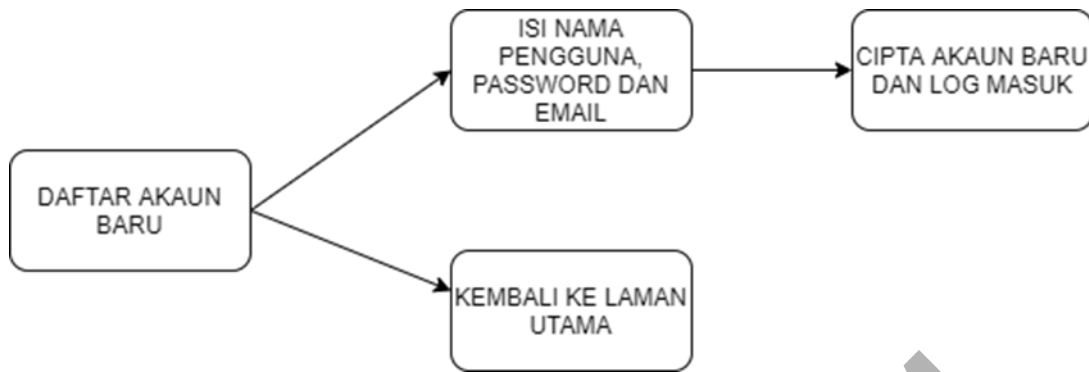 ISI NAMA
PENGGUNA,
PASSWORD DAN
EMAIL
CIPTA AKAUN BARU
DAN LOG MASUK
DAFTAR AKAUN
BARU
KEMBALI KE LAMAN
UTAMA